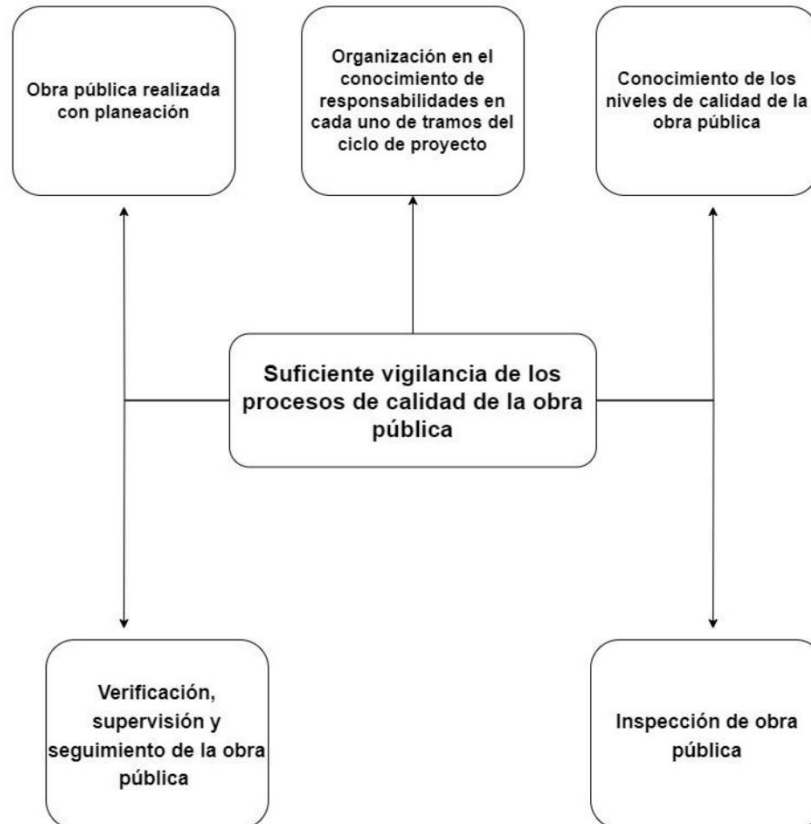 Obra pública realizada
con planeación
Organización en el
conocimiento de
responsabilidades en
cada uno de tramos del
ciclo de proyecto
Conocimiento de los
niveles de calidad de la
obra pública
Suficiente vigilancia de los
procesos de calidad de la obra
pública
Verificación,
supervisión y
seguimiento de la obra
pública
Inspección de obra
pública